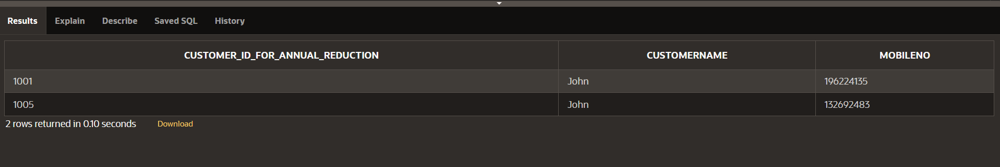 Results Explain Describe Saved SQL History
CUSTOMER_ID_FOR_ANNUAL_REDUCTION CUSTOMERNAME MOBILENO
1001 John 196224135
1005 John 132692483
2 rows returned in 0.10 seconds Download